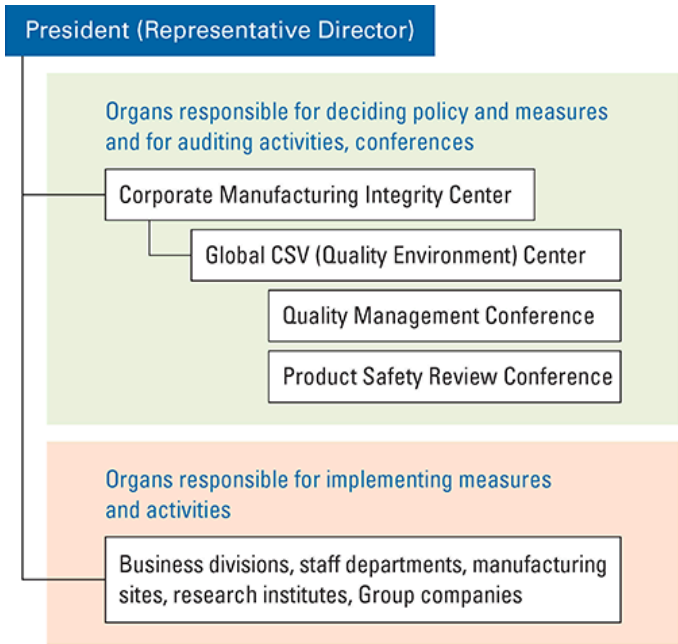 President (Representative Director)
Organs responsible for deciding policy and measures
and for auditing activities, conferences
Corporate Manufacturing Integrity Center
Global CSV (Quality Environment) Center
Quality Management Conference
Product Safety Review Conference
Organs responsible for implementing measures
and activities
Business divisions, staff departments, manufacturing
sites, research institutes, Group companies